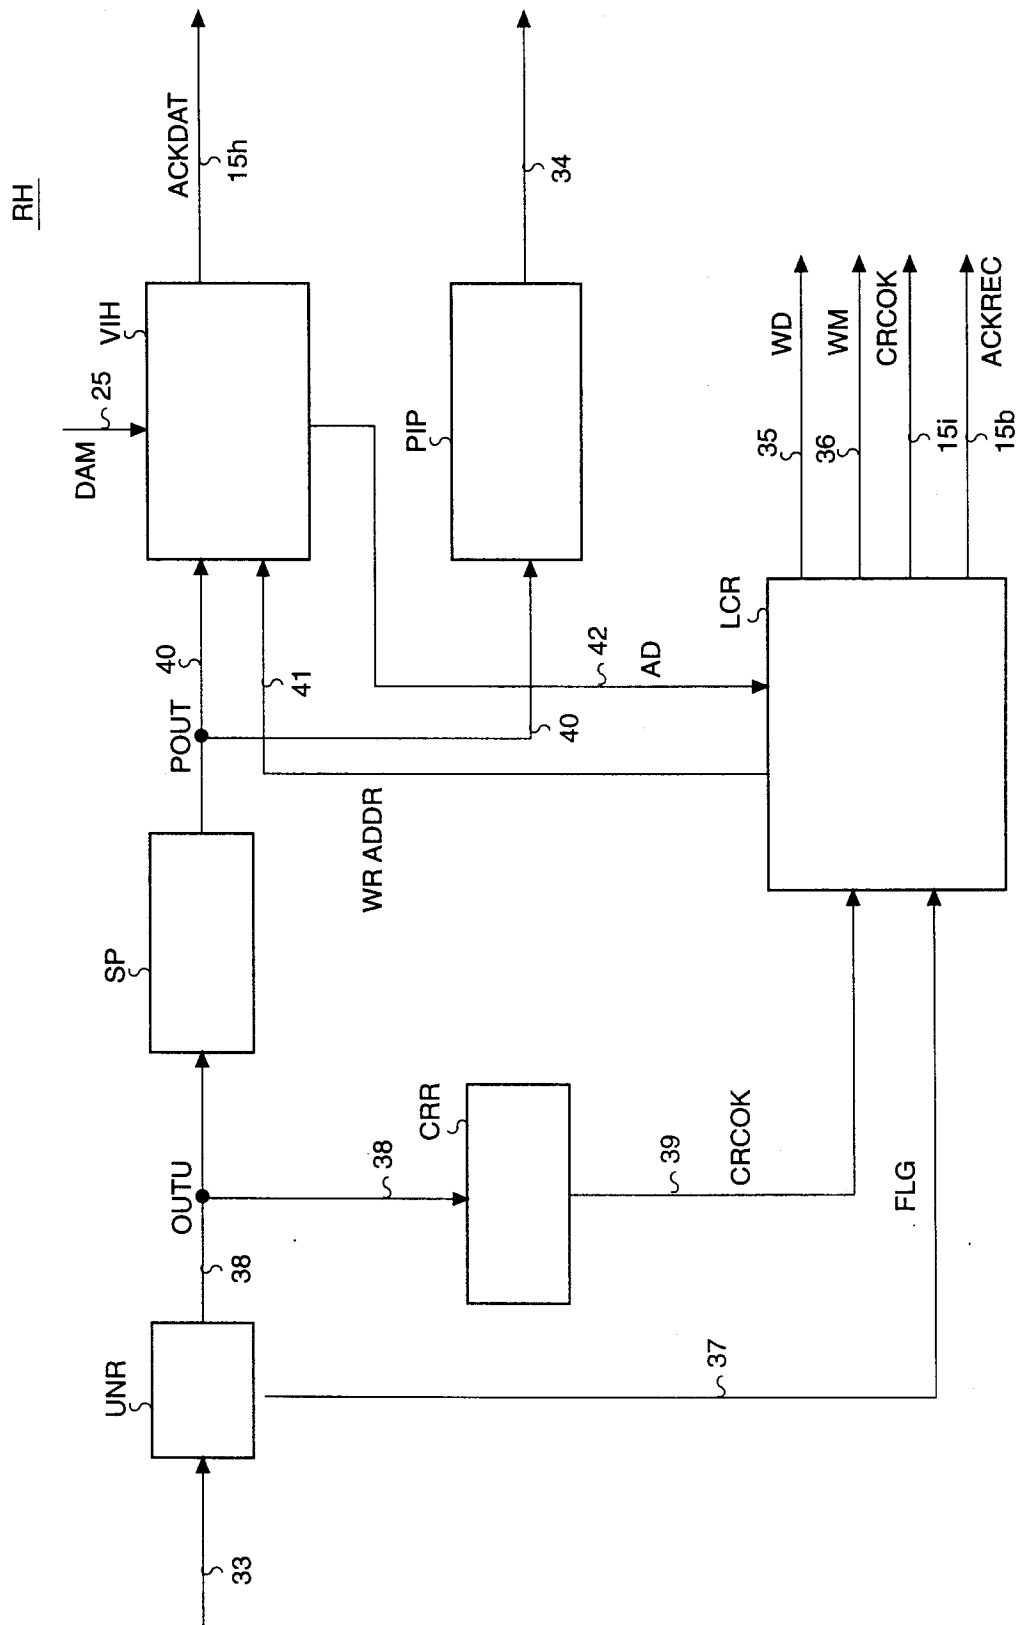 RH
ACKDAT
15h
34
VIH
25
DAM
PIP
WD
35
WM
36
CRCOK
15i
ACKREC
15b
LCR
42
AD
40
41
POUT
40
WR ADDR
SP
CRR
38
39
CRCOK
FLG
OUTU
38
37
UNR
33